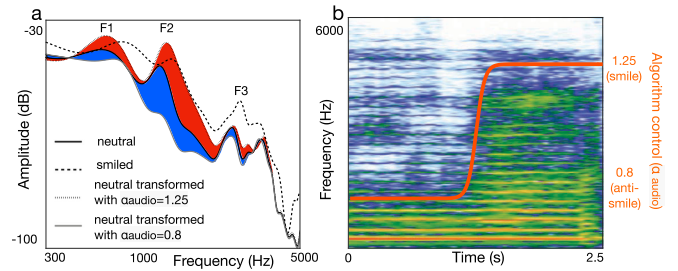 a
-30
F1
F2
F3
Amplitude (dB)
neutral
smiled
neutral transformed
with αaudio=1.25
neutral transformed
with αaudio=0.8
-100
300
1000
Frequency (Hz)
5000
b
6000
Frequency (Hz)
0
Time (s)
2.5
1.25
(smile)
0.8
(anti-
smile)
Algorithm control (α audio)